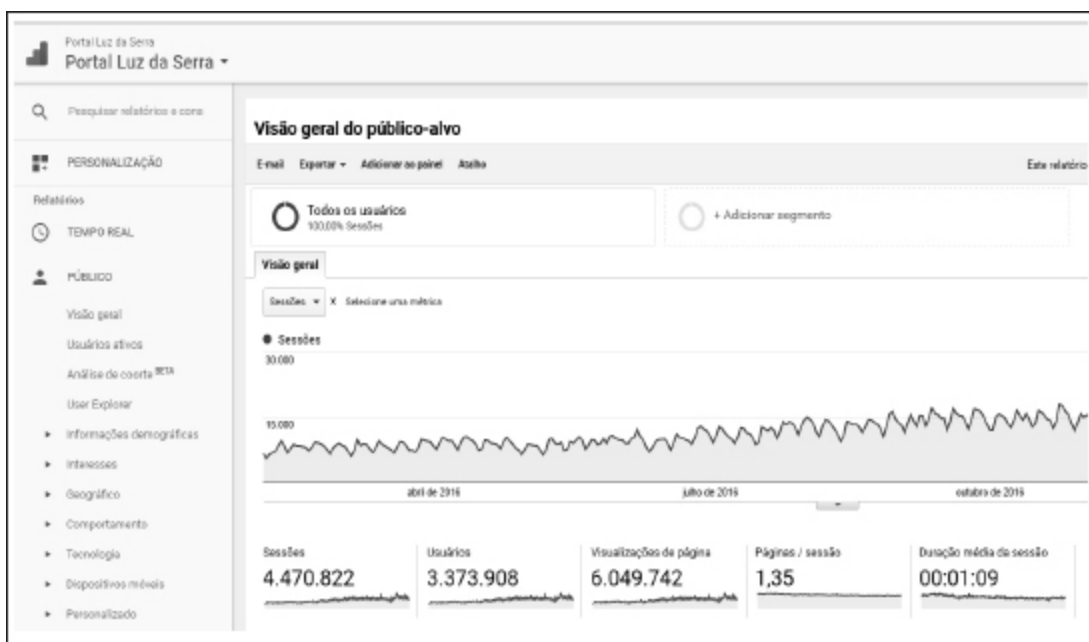 Portal Luz da Serra
Portal Luz da Serra
Pesquisar relatórios e cons
PERSONALIZAÇÃO
Relatórios
TEMPO REAL
PÚBLICO
Visão geral
Usuários ativos
Análise de coorte BETA
User Explorer
Informações demográficas
Interesses
Geográfico
Comportamento
Tecnologia
Dispositivos móveis
Personalizado
Visão geral do público-alvo
E-mail Exportar Adicionar ao painel Atalho Este relatório
Todos os usuários
100,00% Sessões
+ Adicionar segmento
Visão geral
Sessões X Selecione uma métrica
Sessões
30.000
15.000
abril de 2016 julho de 2016 outubro de 2016
Sessões Usuários Visualizações de página Páginas / sessão Duração média da sessão
4.470.822 3.373.908 6.049.742 1,35 00:01:09